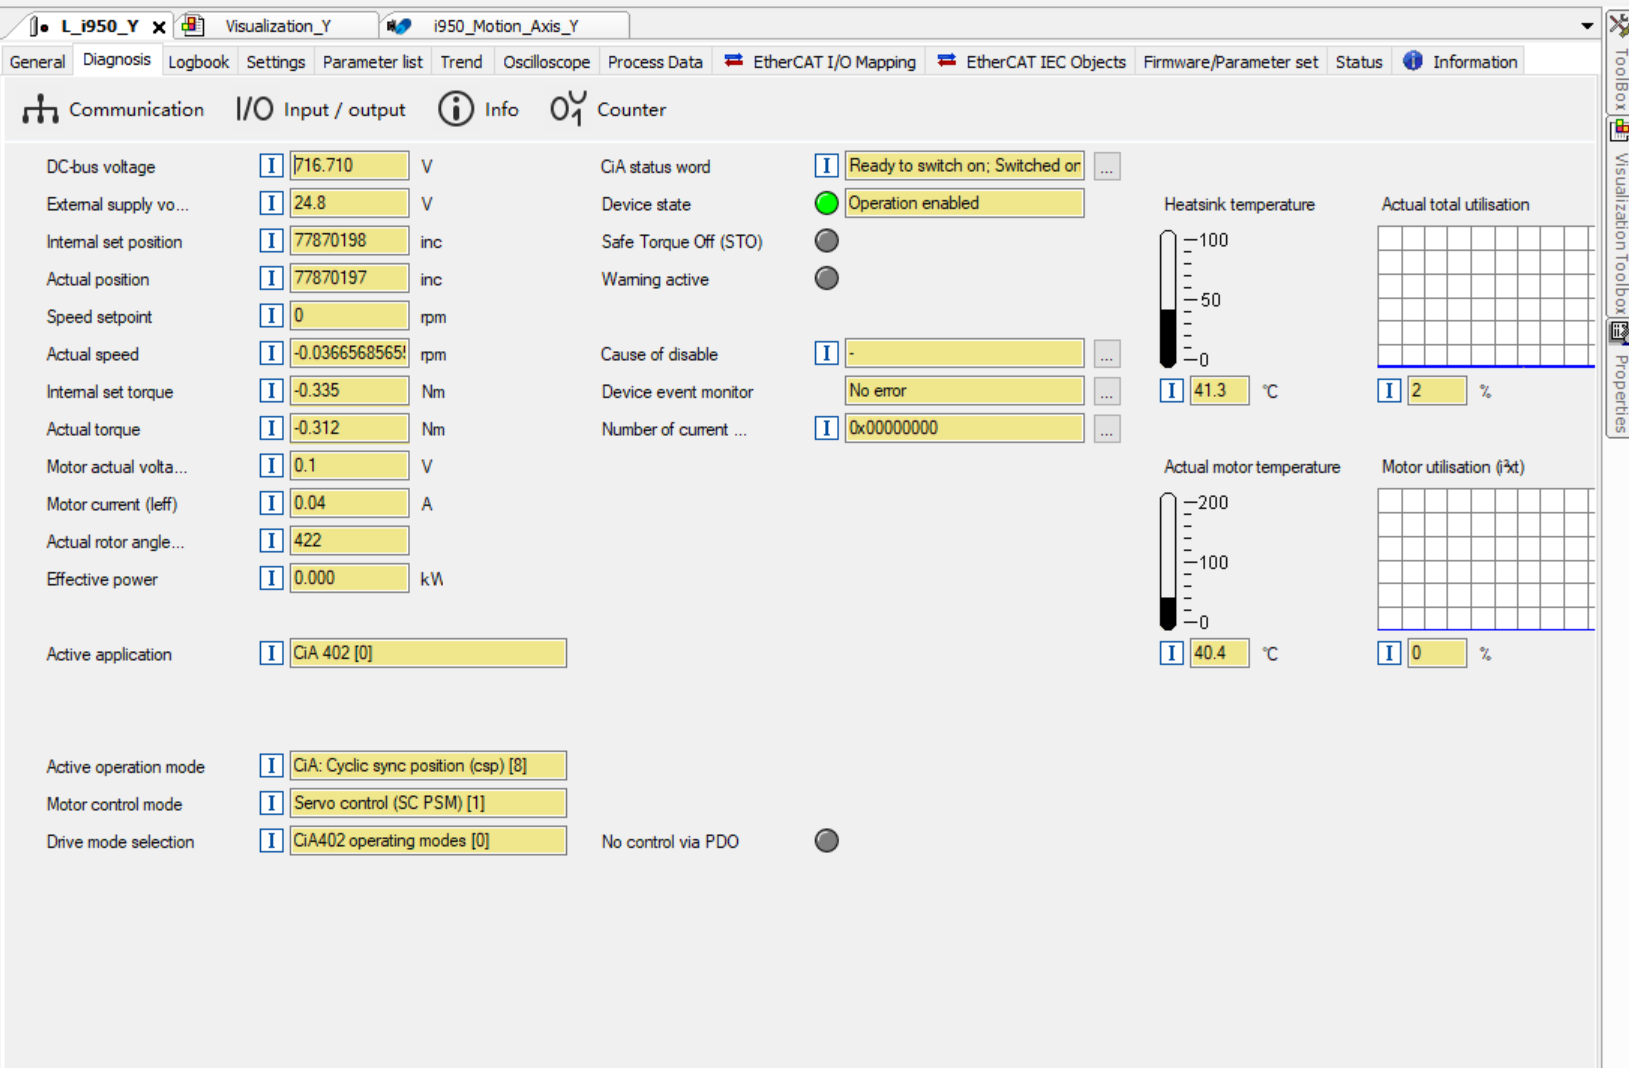 L_i950_Y
Visualization_Y
i950_Motion_Axis_Y
General Diagnosis Logbook Settings Parameter list Trend Oscilloscope Process Data EtherCAT I/O Mapping EtherCAT IEC Objects Firmware/Parameter set Status Information
Communication I/O Input / output Info Counter
DC-bus voltage I 716.710 V
External supply vo... I 24.8 V
Internal set position I 77870198 inc
Actual position I 77870197 inc
Speed setpoint I 0 rpm
Actual speed I -0.0366568565 rpm
Internal set torque I -0.335 Nm
Actual torque I -0.312 Nm
Motor actual volta... I 0.1 V
Motor current (Ieff) I 0.04 A
Actual rotor angle... I 422
Effective power I 0.000 kW
Active application I CiA 402 [0]
Active operation mode I CiA: Cyclic sync position (csp) [8]
Motor control mode I Servo control (SC PSM) [1]
Drive mode selection I CiA402 operating modes [0]
CiA status word I Ready to switch on; Switched on ...
Device state Operation enabled
Safe Torque Off (STO)
Warning active
Cause of disable I - ...
Device event monitor No error ...
Number of current ... I 0x00000000 ...
No control via PDO
Heatsink temperature
100
50
0
I 41.3 °C
Actual total utilisation
I 2 %
Actual motor temperature
200
100
0
I 40.4 °C
Motor utilisation (i²xt)
I 0 %
ToolBox
Visualization Toolbox
Properties